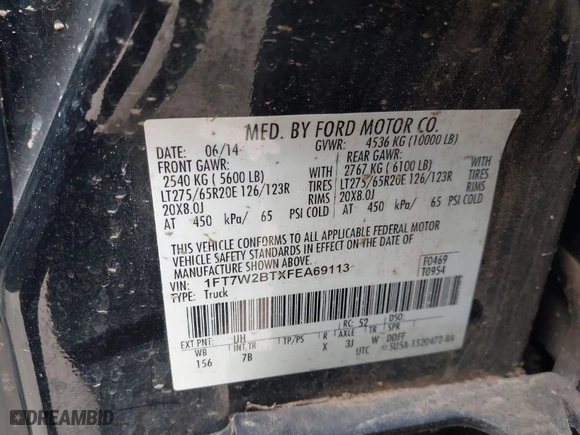 MFD. BY FORD MOTOR CO.
DATE: 06/14 GVWR: 4536 KG (10000 LB)
FRONT GAWR: REAR GAWR:
2540 KG ( 5600 LB) 2767 KG ( 6100 LB)
LT275/65R20E 126/123R TIRES LT275/65R20E 126/123R TIRES
20X8.0J RIMS 20X8.0J RIMS
AT 450 kPa/ 65 PSI COLD AT 450 kPa/ 65 PSI COLD
THIS VEHICLE CONFORMS TO ALL APPLICABLE FEDERAL MOTOR
VEHICLE SAFETY STANDARDS IN EFFECT ON THE DATE OF MANUFACTURE
SHOWN ABOVE.
VIN: 1FT7W2BTXFEA69113
TYPE: Truck
F0469
T0954
EXT PNT: UH RC: 52 DSO:
WB INT TR TP/PS R AXLE TR SPR
156 7B X 3J W DDFF
UTC 5U5A-1520472-BA
DREAMBID